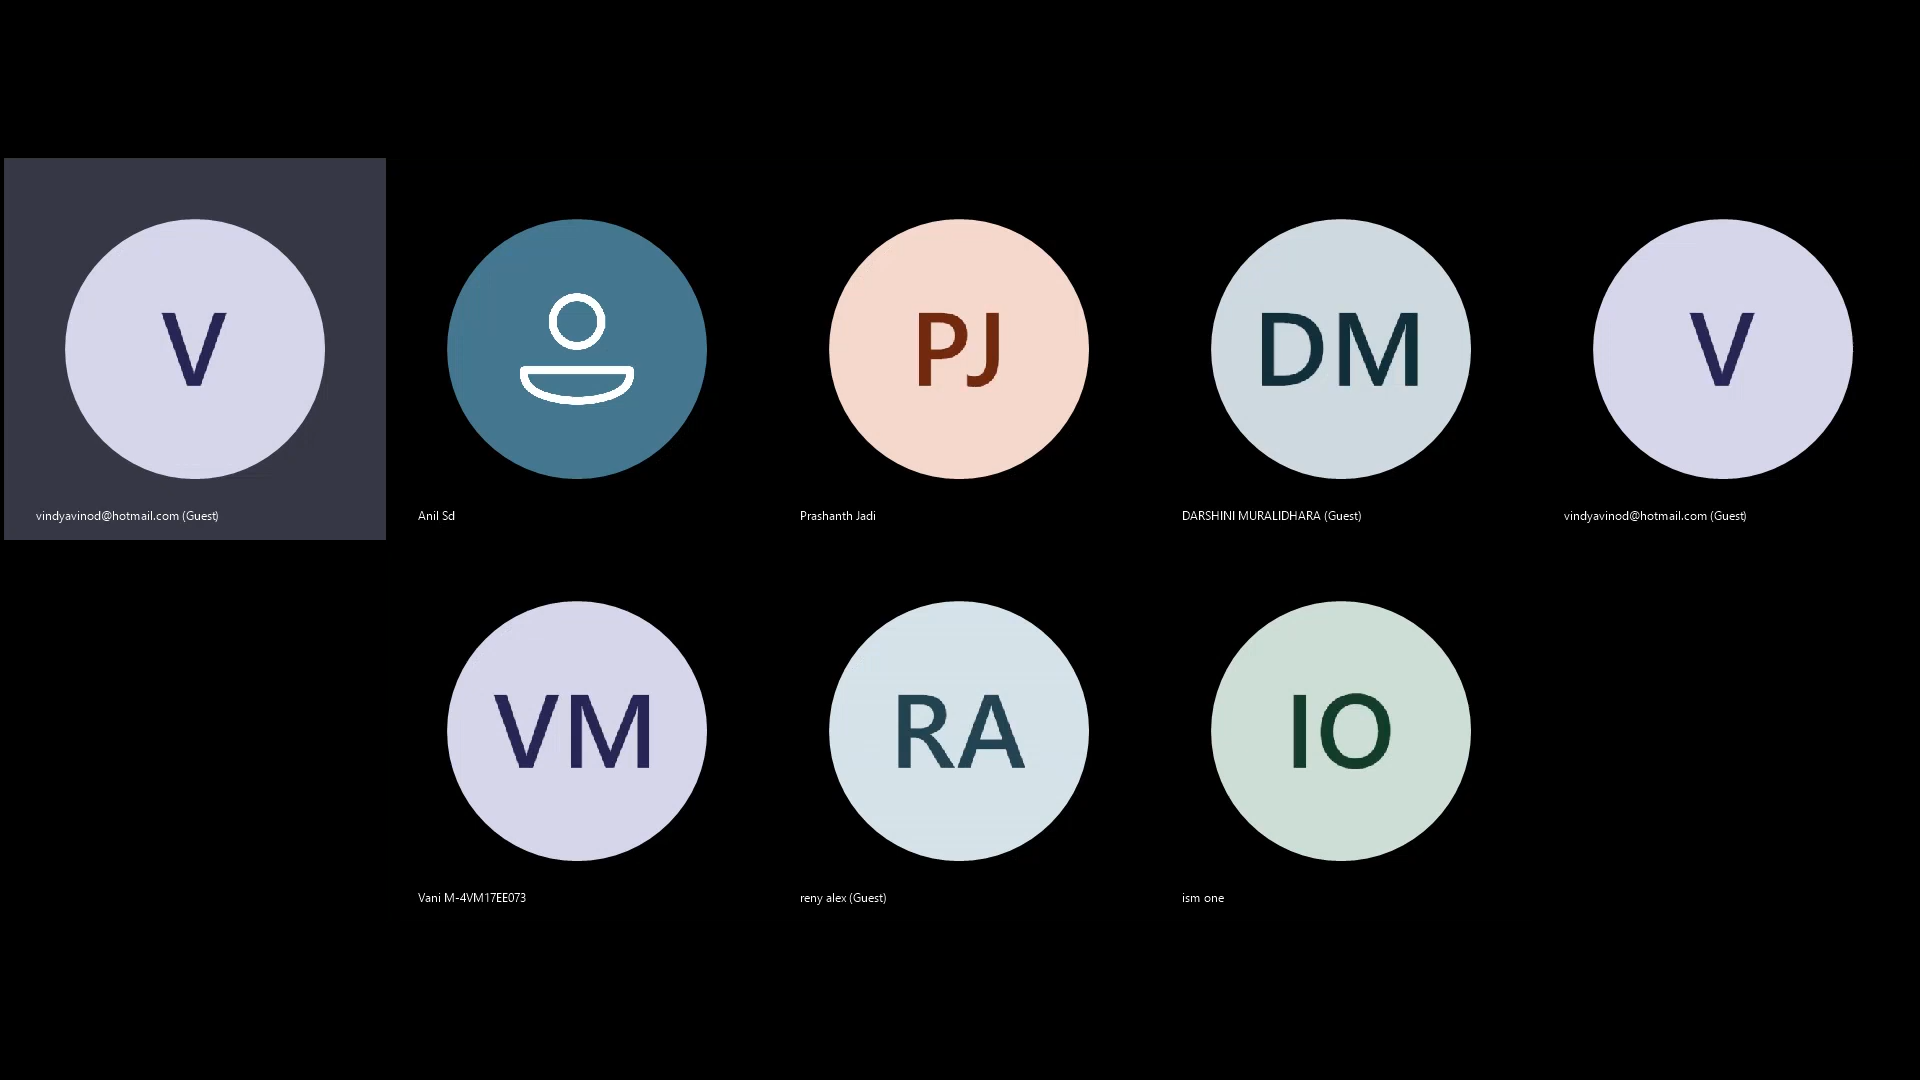 V
PJ
DM
V
vindyavinod@hotmail.com (Guest)
Anil Sd
Prashanth Jadi
DARSHINI MURALIDHARA (Guest)
vindyavinod@hotmail.com (Guest)
VM
RA
IO
Vani M-4VM17EE073
reny alex (Guest)
ism one